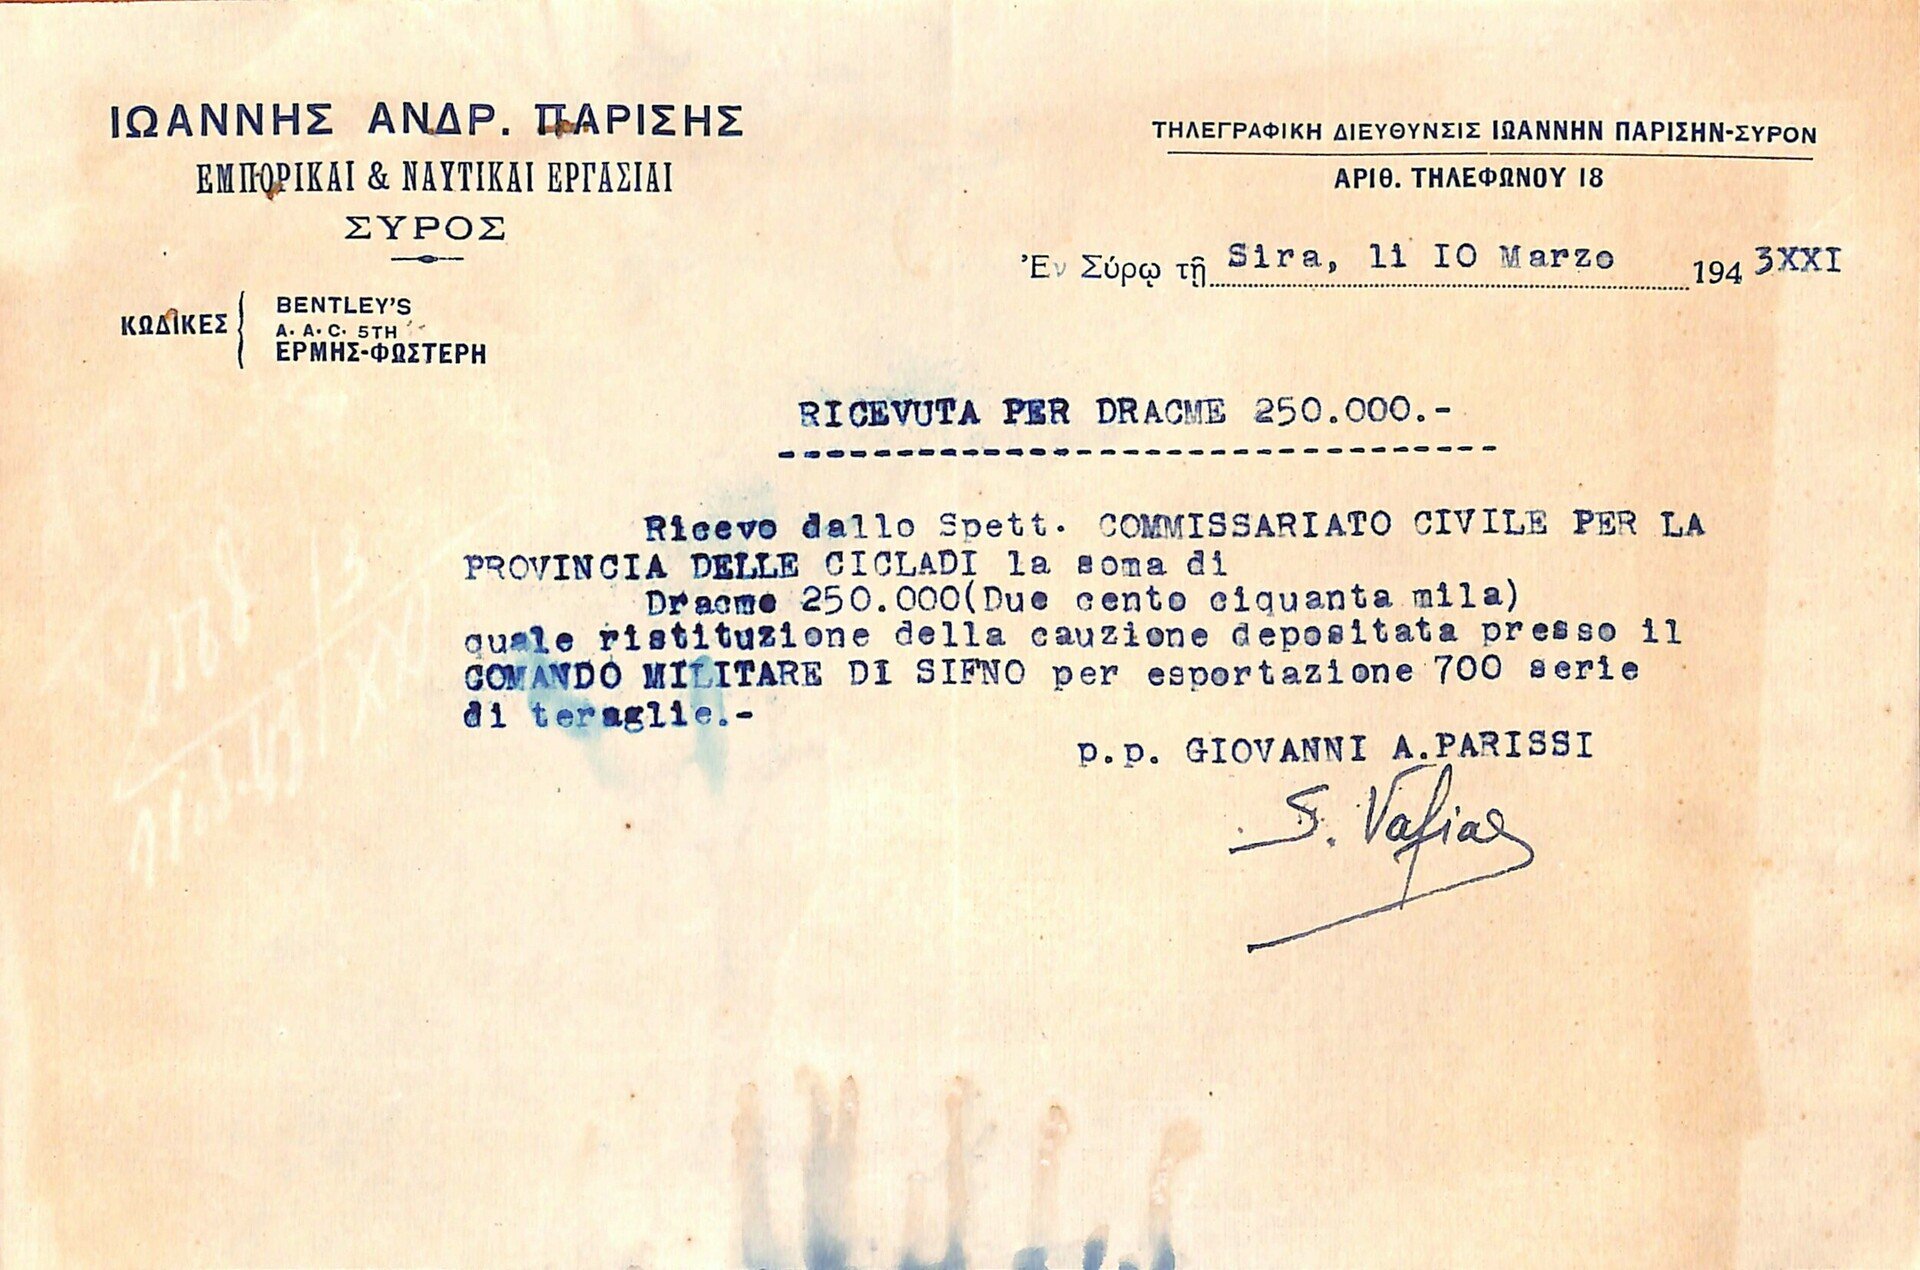 ΙΩΑΝΝΗΣ ΑΝΔΡ. ΠΑΡΙΣΗΣ
ΕΜΠΟΡΙΚΑΙ & ΝΑΥΤΙΚΑΙ ΕΡΓΑΣΙΑΙ
ΣΥΡΟΣ
ΚΩΔΙΚΕΣ
BENTLEY'S
A. A. C. 5TH
ΕΡΜΗΣ-ΦΩΣΤΕΡΗ
ΤΗΛΕΓΡΑΦΙΚΗ ΔΙΕΥΘΥΝΣΙΣ ΙΩΑΝΝΗΝ ΠΑΡΙΣΗΝ-ΣΥΡΟΝ
ΑΡΙΘ. ΤΗΛΕΦΩΝΟΥ 18
Ἐν Σύρῳ τῇ Sira, li IO Marzo 1943XXI
RICEVUTA PER DRACME 250.000.-
Ricevo dallo Spett. COMMISSARIATO CIVILE PER LA
PROVINCIA DELLE CICLADI la soma di
Dracme 250.000(Due cento ciquanta mila)
quale ristituzione della cauzione depositata presso il
COMANDO MILITARE DI SIFNO per esportazione 700 serie
di teraglie.-
p.p. GIOVANNI A.PARISSI